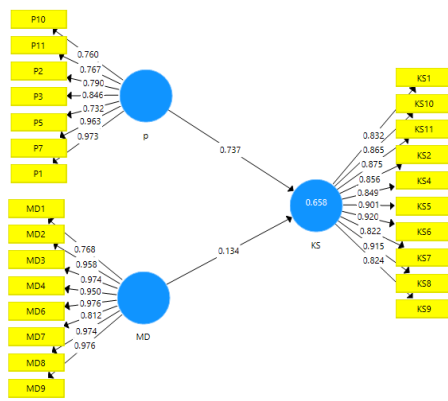 P10
P11
P2
P3
P5
P7
P1
0.760
0.767
0.790
0.846
0.732
0.963
0.973
p
0.737
MD1
MD2
MD3
MD4
MD6
MD7
MD8
MD9
0.768
0.958
0.974
0.950
0.976
0.812
0.974
0.976
MD
0.134
0.658
KS
0.832
0.865
0.875
0.856
0.849
0.901
0.920
0.822
0.915
0.824
KS1
KS10
KS11
KS2
KS4
KS5
KS6
KS7
KS8
KS9